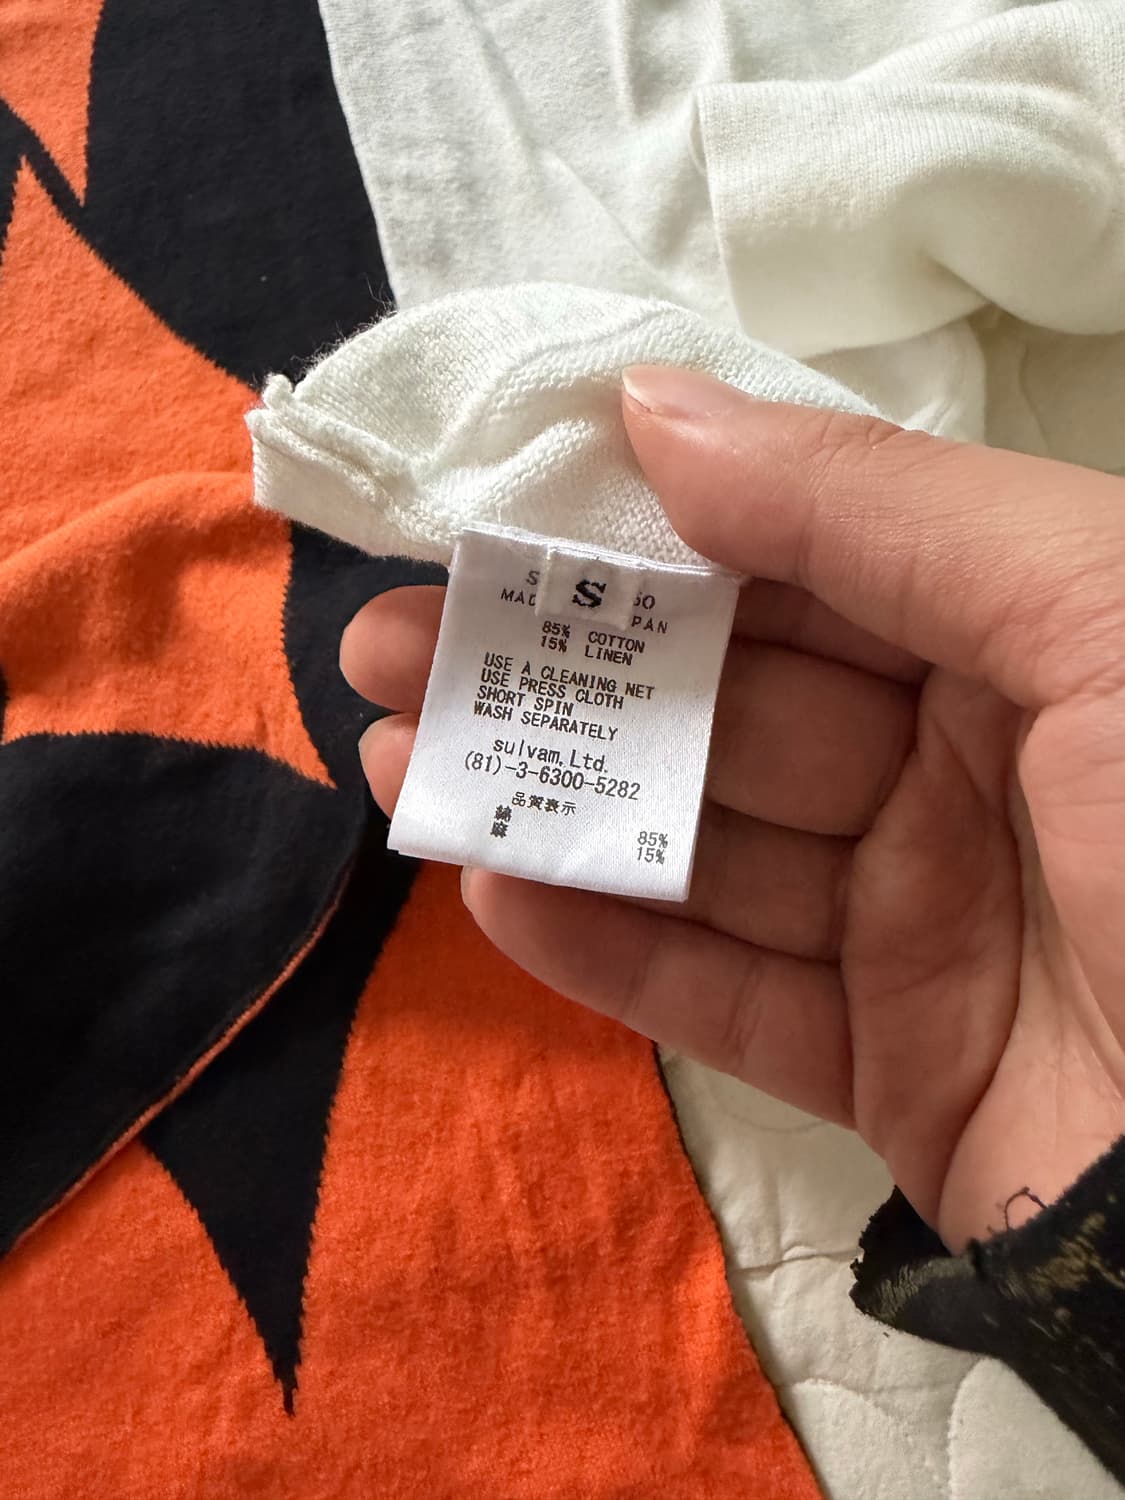 S
COTTON 85%
LINEN 15%
USE A CLEANING NET
USE PRESS CLOTH
SHORT SPIN
WASH SEPARATELY
sulvam.Ltd.
(81)-3-6300-5282
品質表示
綿 85%
麻 15%